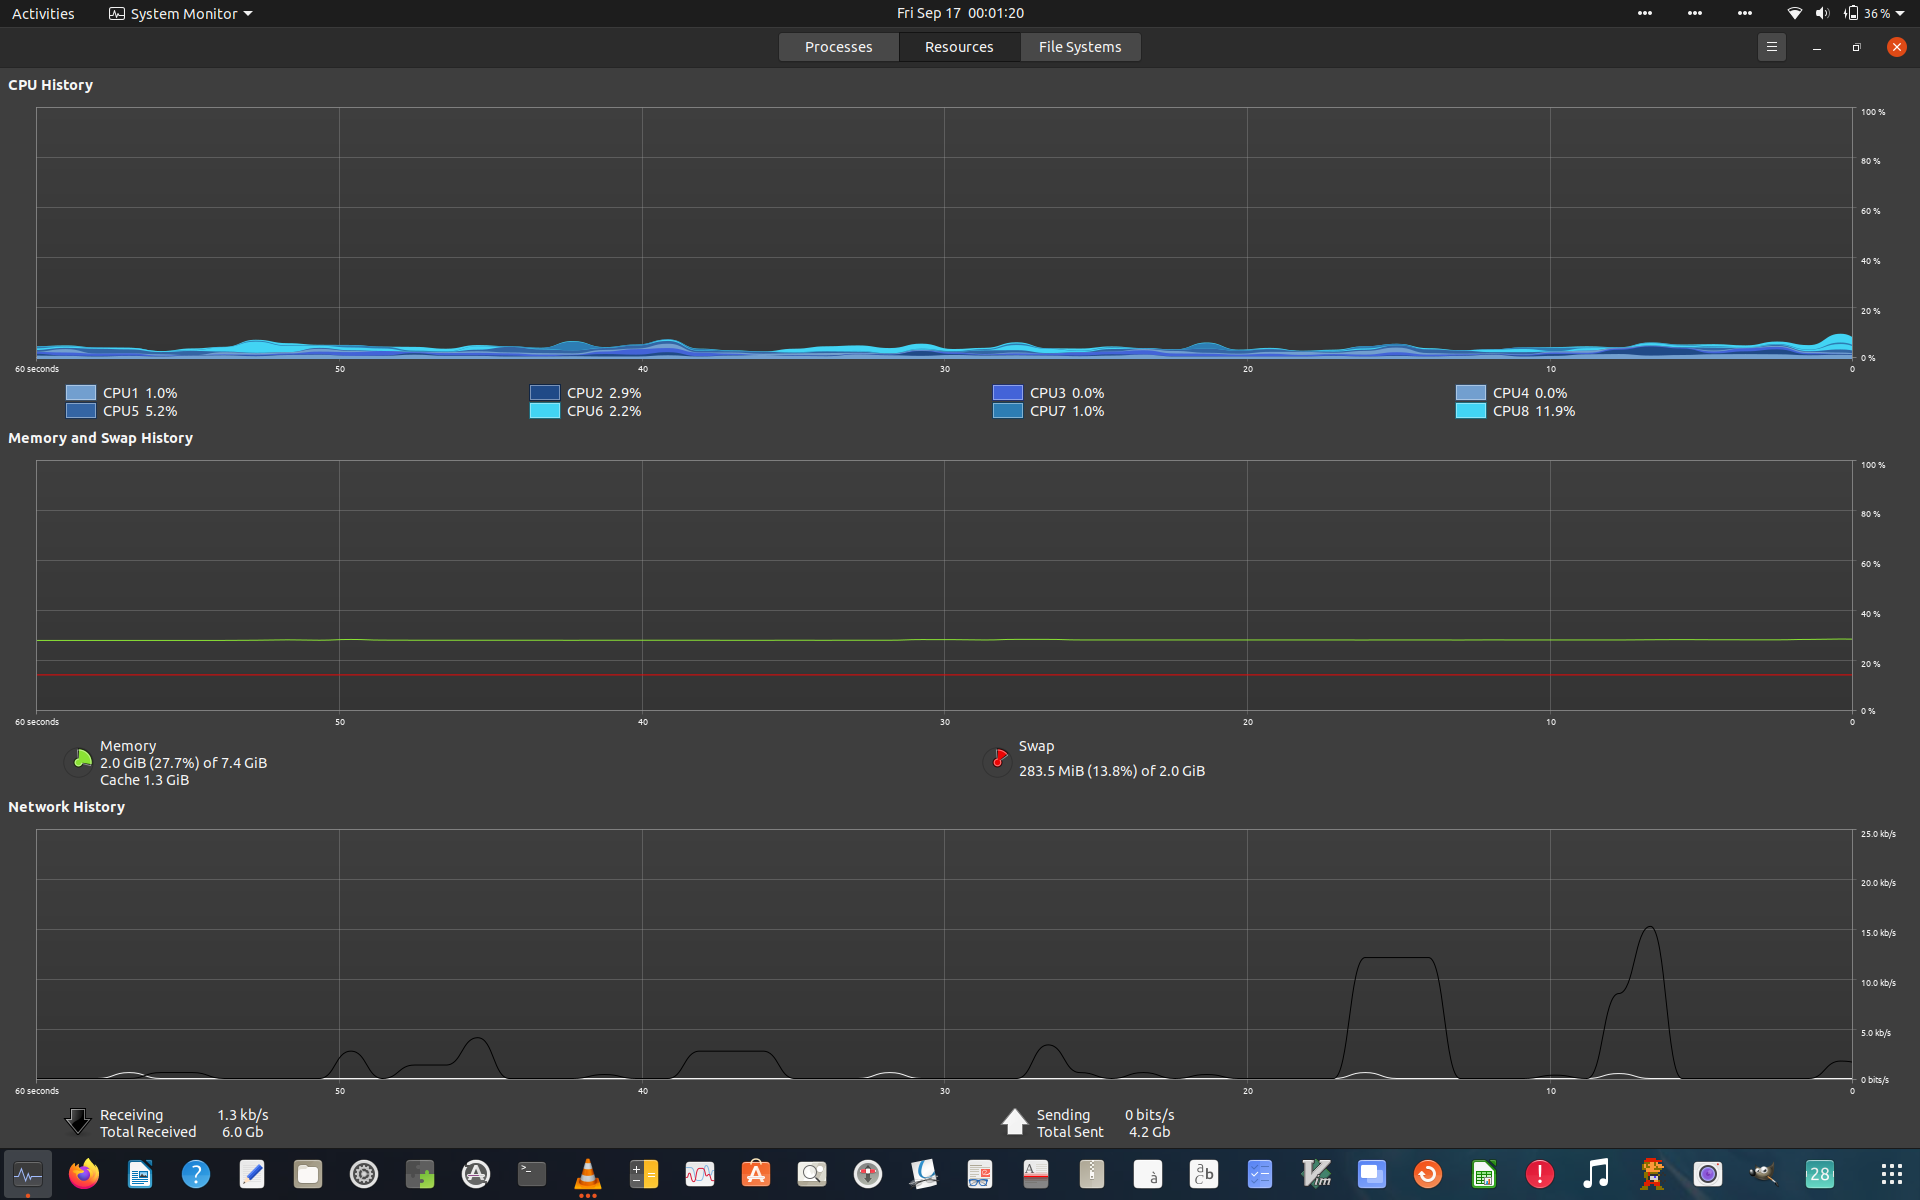 Activities System Monitor Fri Sep 17 00:01:20 36 %
Processes Resources File Systems
CPU History
100 %
80 %
60 %
40 %
20 %
0 %
60 seconds 50 40 30 20 10 0
CPU1 1.0% CPU2 2.9% CPU3 0.0% CPU4 0.0%
CPU5 5.2% CPU6 2.2% CPU7 1.0% CPU8 11.9%
Memory and Swap History
100 %
80 %
60 %
40 %
20 %
0 %
60 seconds 50 40 30 20 10 0
Memory
2.0 GiB (27.7%) of 7.4 GiB
Cache 1.3 GiB
Swap
283.5 MiB (13.8%) of 2.0 GiB
Network History
25.0 kb/s
20.0 kb/s
15.0 kb/s
10.0 kb/s
5.0 kb/s
0 bits/s
60 seconds 50 40 30 20 10 0
Receiving 1.3 kb/s
Total Received 6.0 Gb
Sending 0 bits/s
Total Sent 4.2 Gb
? >_ A à a b c Vim ! 28